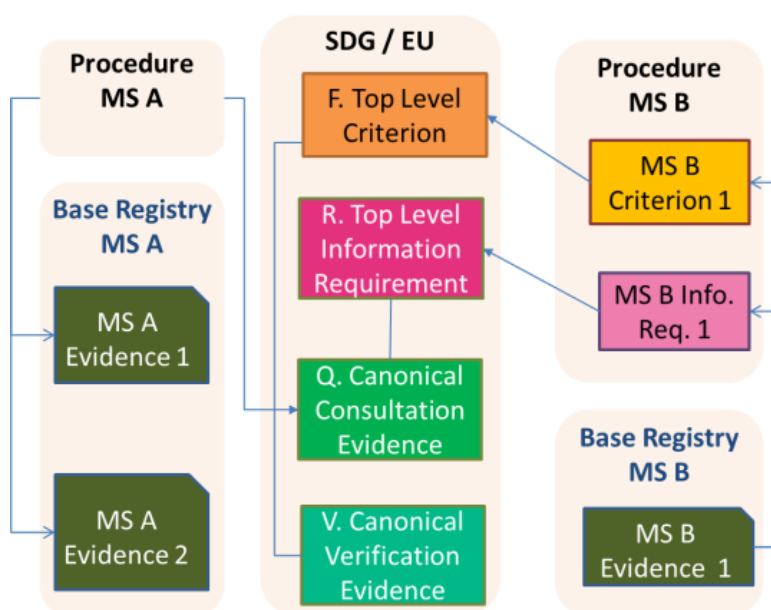 Procedure
MS A
Base Registry
MS A
MS A
Evidence 1
MS A
Evidence 2
SDG / EU
F. Top Level
Criterion
R. Top Level
Information
Requirement
Q. Canonical
Consultation
Evidence
V. Canonical
Verification
Evidence
Procedure
MS B
MS B
Criterion 1
MS B Info.
Req. 1
Base Registry
MS B
MS B
Evidence 1